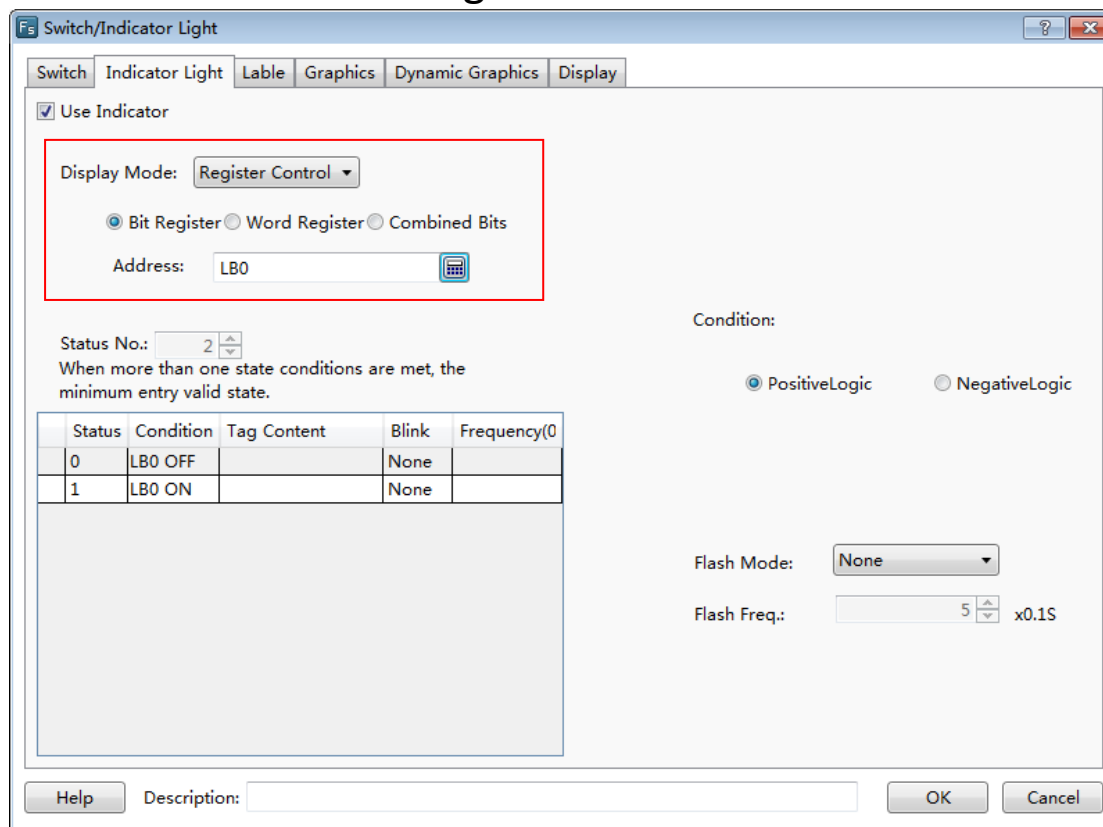 Fs Switch/Indicator Light ?
Switch Indicator Light Lable Graphics Dynamic Graphics Display
Use Indicator
Display Mode: Register Control
Bit Register Word Register Combined Bits
Address: LB0
Condition:
Status No.: 2
When more than one state conditions are met, the
minimum entry valid state.
PositiveLogic NegativeLogic
Status Condition Tag Content Blink Frequency(0
0 LB0 OFF None
1 LB0 ON None
Flash Mode: None
Flash Freq.: 5 x0.1S
Help Description: OK Cancel